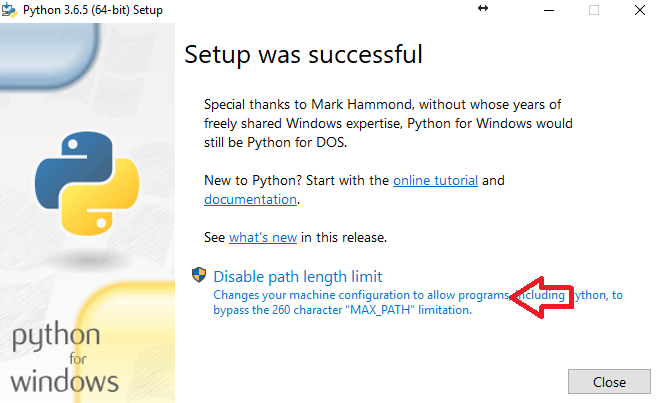 Python 3.6.5 (64-bit) Setup
Setup was successful
Special thanks to Mark Hammond, without whose years of
freely shared Windows expertise, Python for Windows would
still be Python for DOS.
New to Python? Start with the online tutorial and
documentation.
See what's new in this release.
Disable path length limit
Changes your machine configuration to allow programs, including Python, to
bypass the 260 character "MAX_PATH" limitation.
python
for
windows
Close